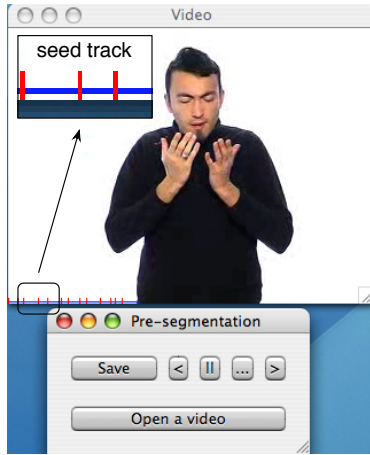 Video
seed track
Pre-segmentation
Save < II ... >
Open a video